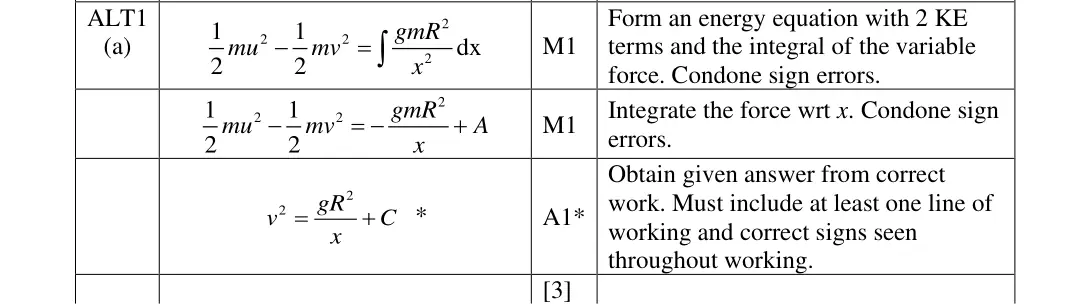 ALT1 (a) 1/2 mu² − 1/2 mv² = ∫ gmR²/x² dx M1 Form an energy equation with 2 KE
terms and the integral of the variable
force. Condone sign errors.
1/2 mu² − 1/2 mv² = − gmR²/x + A M1 Integrate the force wrt x. Condone sign
errors.
v² = gR²/x + C * A1* Obtain given answer from correct
work. Must include at least one line of
working and correct signs seen
throughout working.
[3]